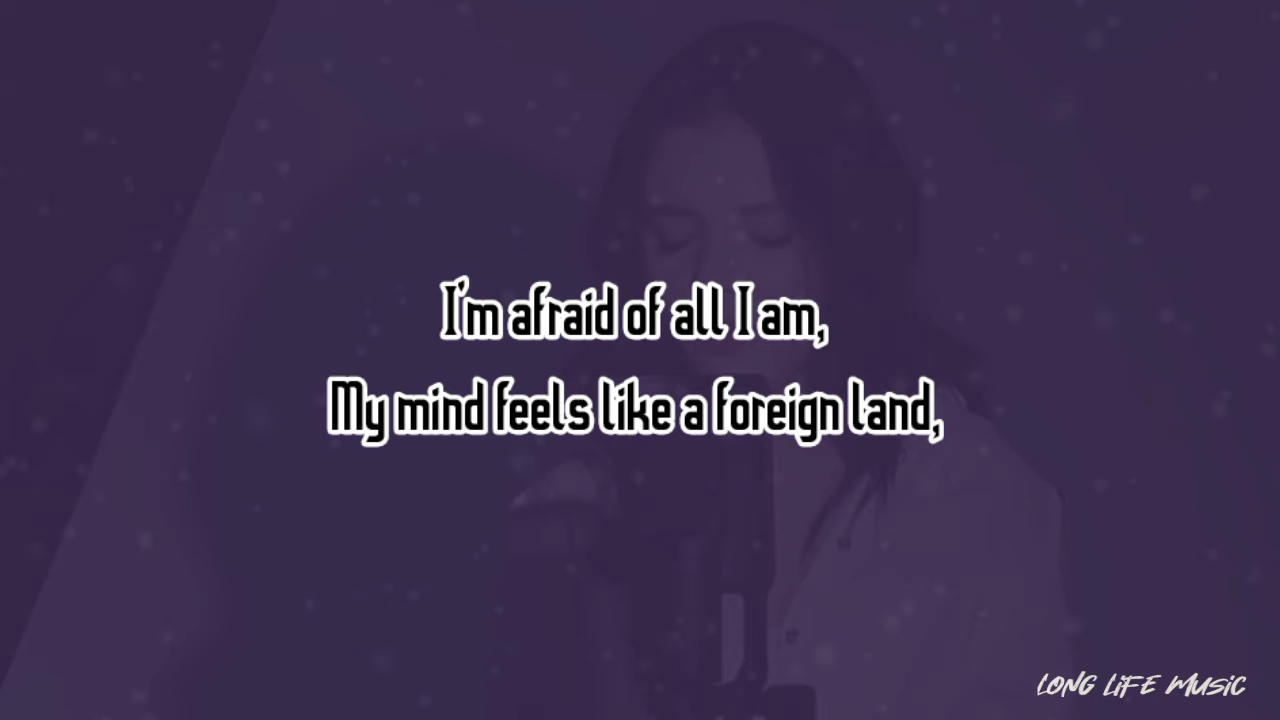 I'm afraid of all I am,
My mind feels like a foreign land,
LONG LIFE MUSIC